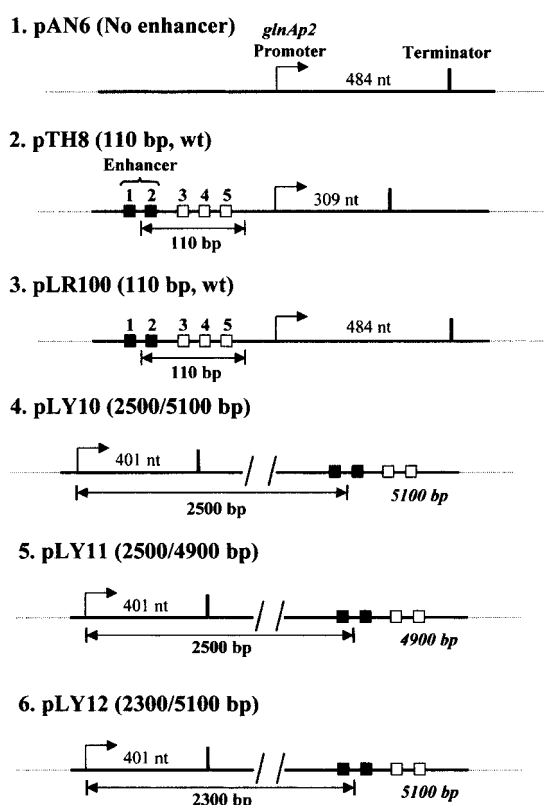 1. pAN6 (No enhancer)
glnAp2
Promoter
Terminator
484 nt
2. pTH8 (110 bp, wt)
Enhancer
1 2 3 4 5
309 nt
110 bp
3. pLR100 (110 bp, wt)
1 2 3 4 5
484 nt
110 bp
4. pLY10 (2500/5100 bp)
401 nt
2500 bp
5100 bp
5. pLY11 (2500/4900 bp)
401 nt
2500 bp
4900 bp
6. pLY12 (2300/5100 bp)
401 nt
2300 bp
5100 bp